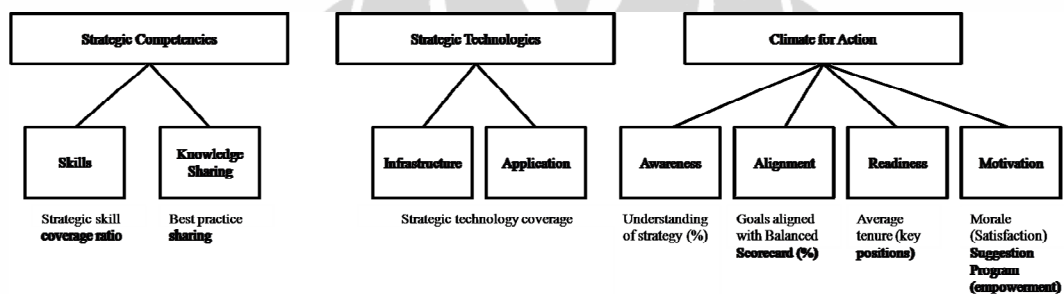 Strategic Competencies
Strategic Technologies
Climate for Action
Skills
Knowledge
Sharing
Infrastructure
Application
Awareness
Alignment
Readiness
Motivation
Strategic skill
coverage ratio
Best practice
sharing
Strategic technology coverage
Understanding
of strategy (%)
Goals aligned
with Balanced
Scorecard (%)
Average
tenure (key
positions)
Morale
(Satisfaction)
Suggestion
Program
(empowerment)